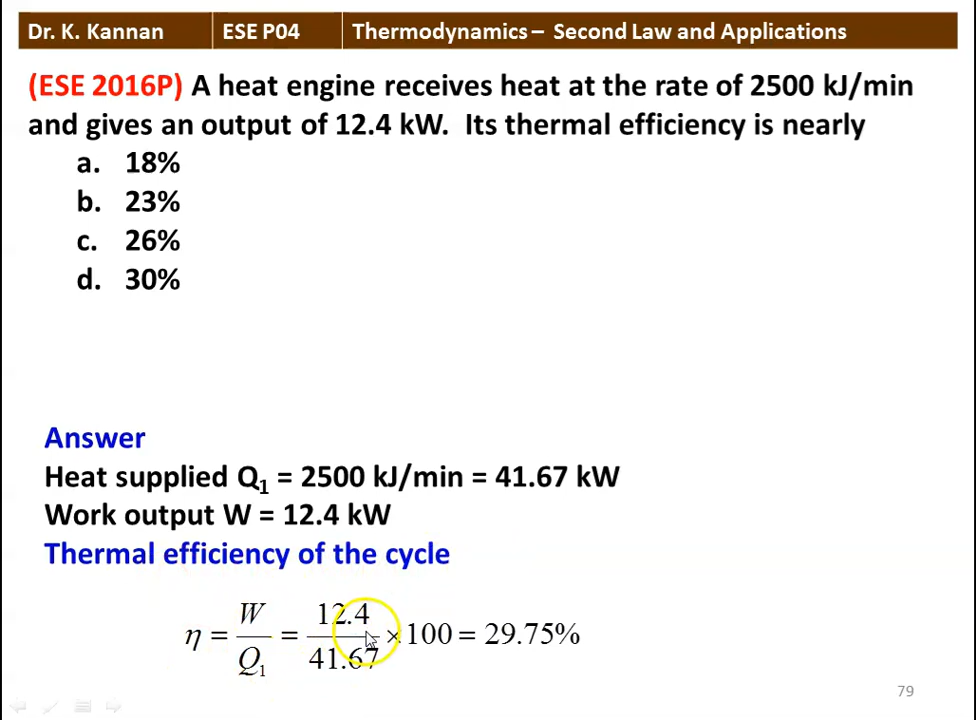 Dr. K. Kannan ESE P04 Thermodynamics – Second Law and Applications
(ESE 2016P) A heat engine receives heat at the rate of 2500 kJ/min
and gives an output of 12.4 kW. Its thermal efficiency is nearly
a. 18%
b. 23%
c. 26%
d. 30%
Answer
Heat supplied Q₁ = 2500 kJ/min = 41.67 kW
Work output W = 12.4 kW
Thermal efficiency of the cycle
η = W/Q₁ = 12.4/41.67 × 100 = 29.75%
79